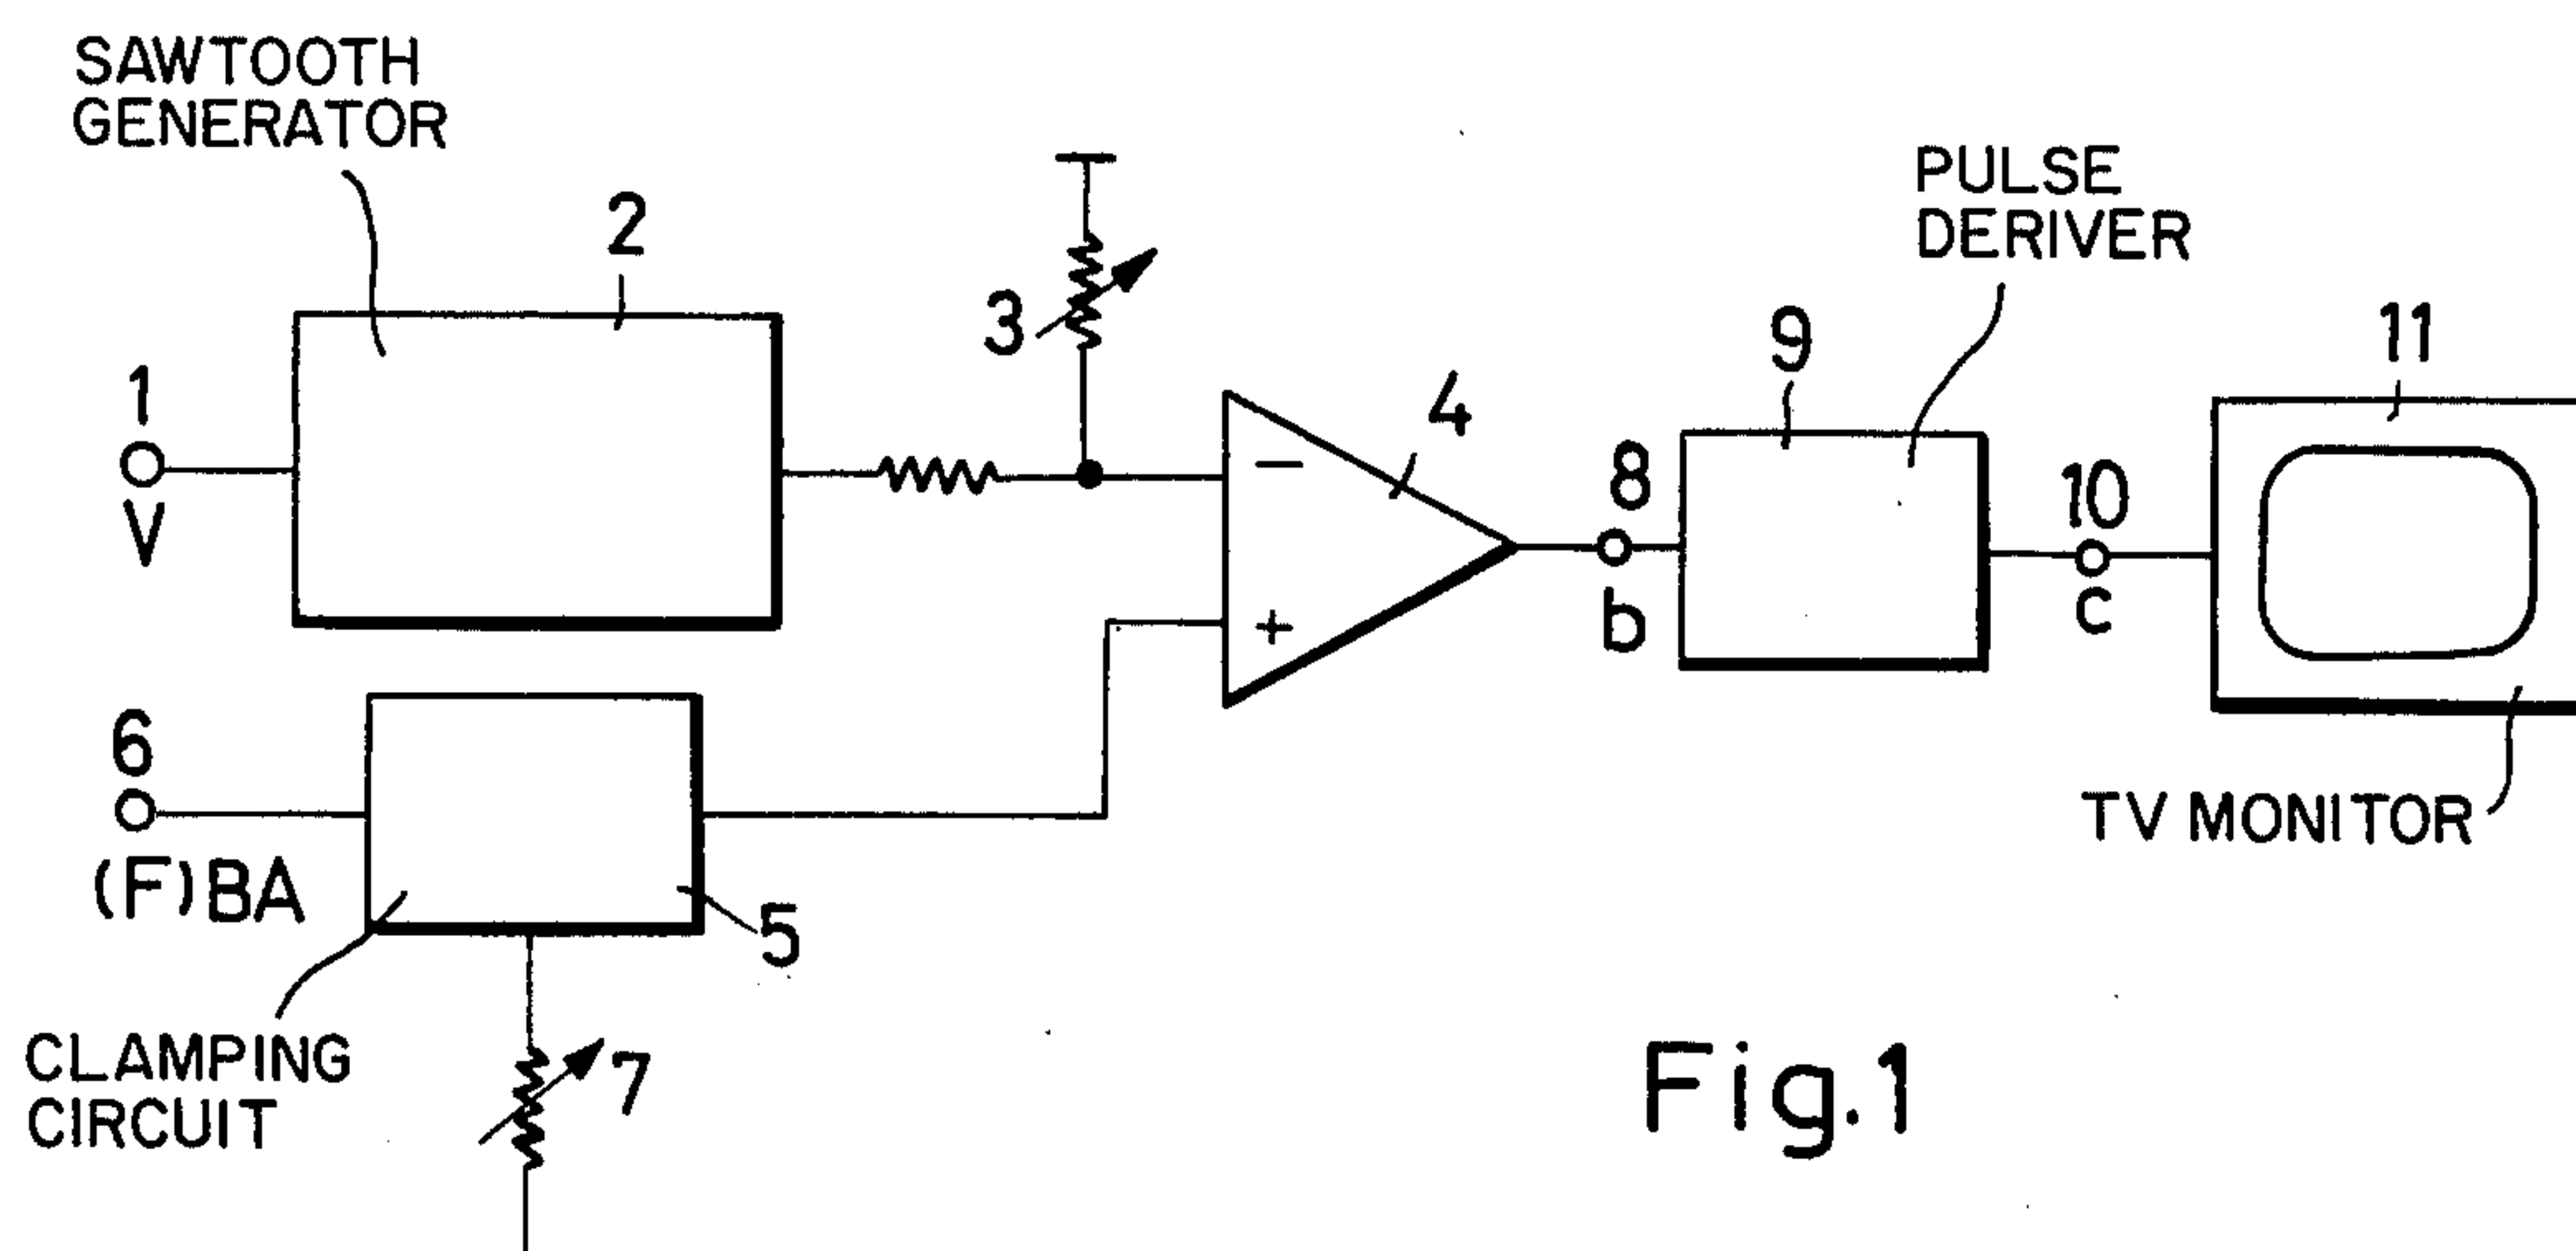 SAWTOOTH
GENERATOR
2
1
V
3
4
PULSE
DERIVER
9
8
b
10
c
11
TV MONITOR
6
(F)BA
5
CLAMPING
CIRCUIT
7
-
+
Fig.1